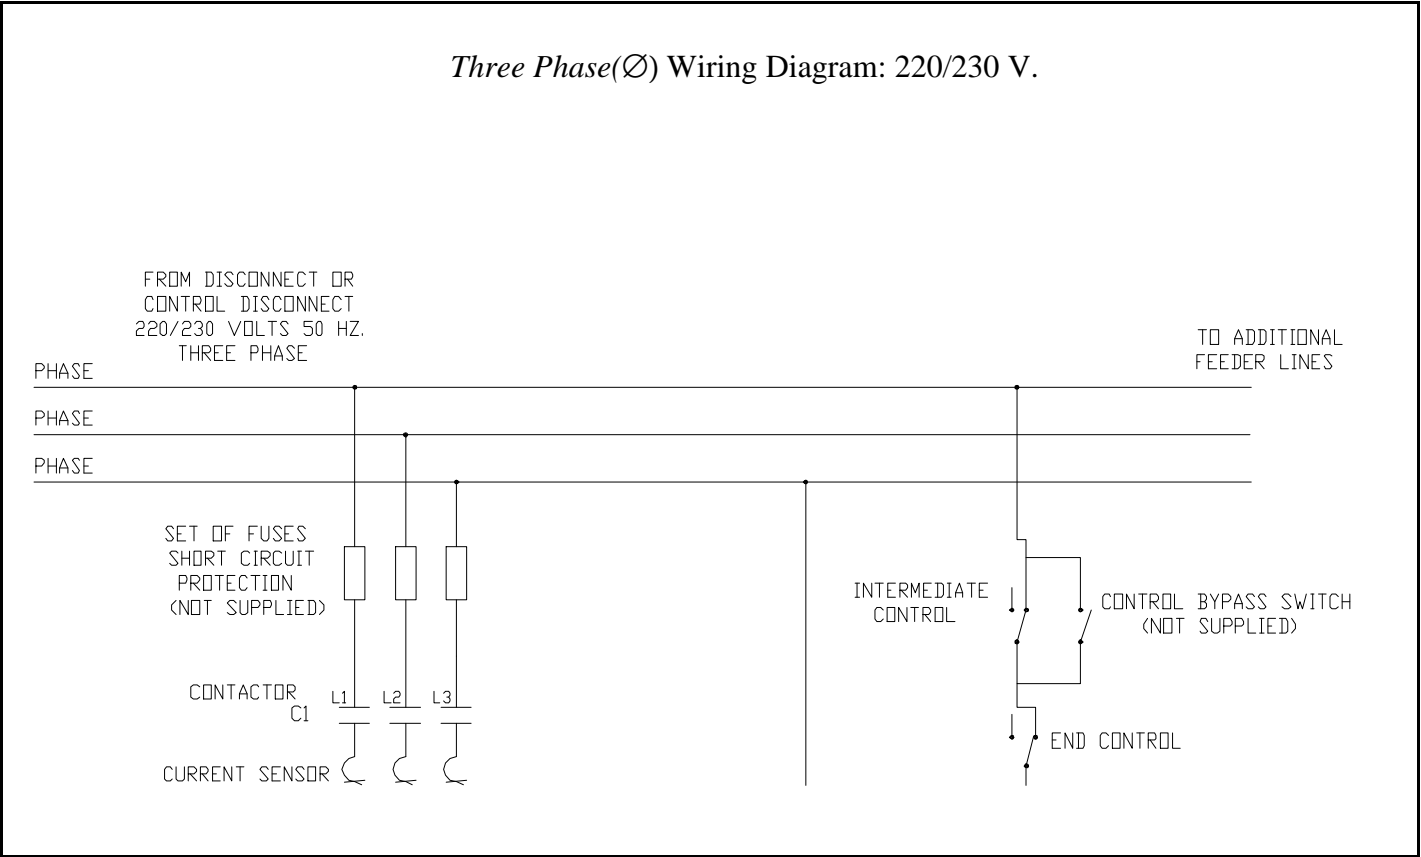 Three Phase(∅) Wiring Diagram: 220/230 V.
FROM DISCONNECT OR
CONTROL DISCONNECT
220/230 VOLTS 50 HZ.
THREE PHASE
TO ADDITIONAL
FEEDER LINES
PHASE
PHASE
PHASE
SET OF FUSES
SHORT CIRCUIT
PROTECTION
(NOT SUPPLIED)
INTERMEDIATE
CONTROL
CONTROL BYPASS SWITCH
(NOT SUPPLIED)
CONTACTOR
C1
L1
L2
L3
END CONTROL
CURRENT SENSOR